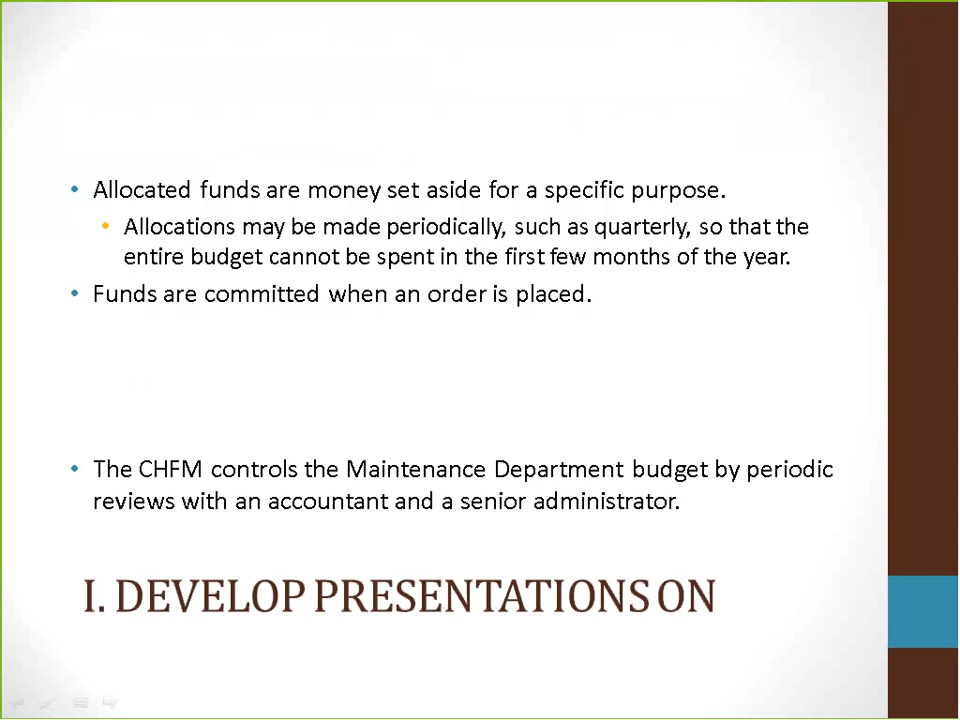 • Allocated funds are money set aside for a specific purpose.
• Allocations may be made periodically, such as quarterly, so that the
entire budget cannot be spent in the first few months of the year.
• Funds are committed when an order is placed.
• The CHFM controls the Maintenance Department budget by periodic
reviews with an accountant and a senior administrator.
I. DEVELOP PRESENTATIONS ON